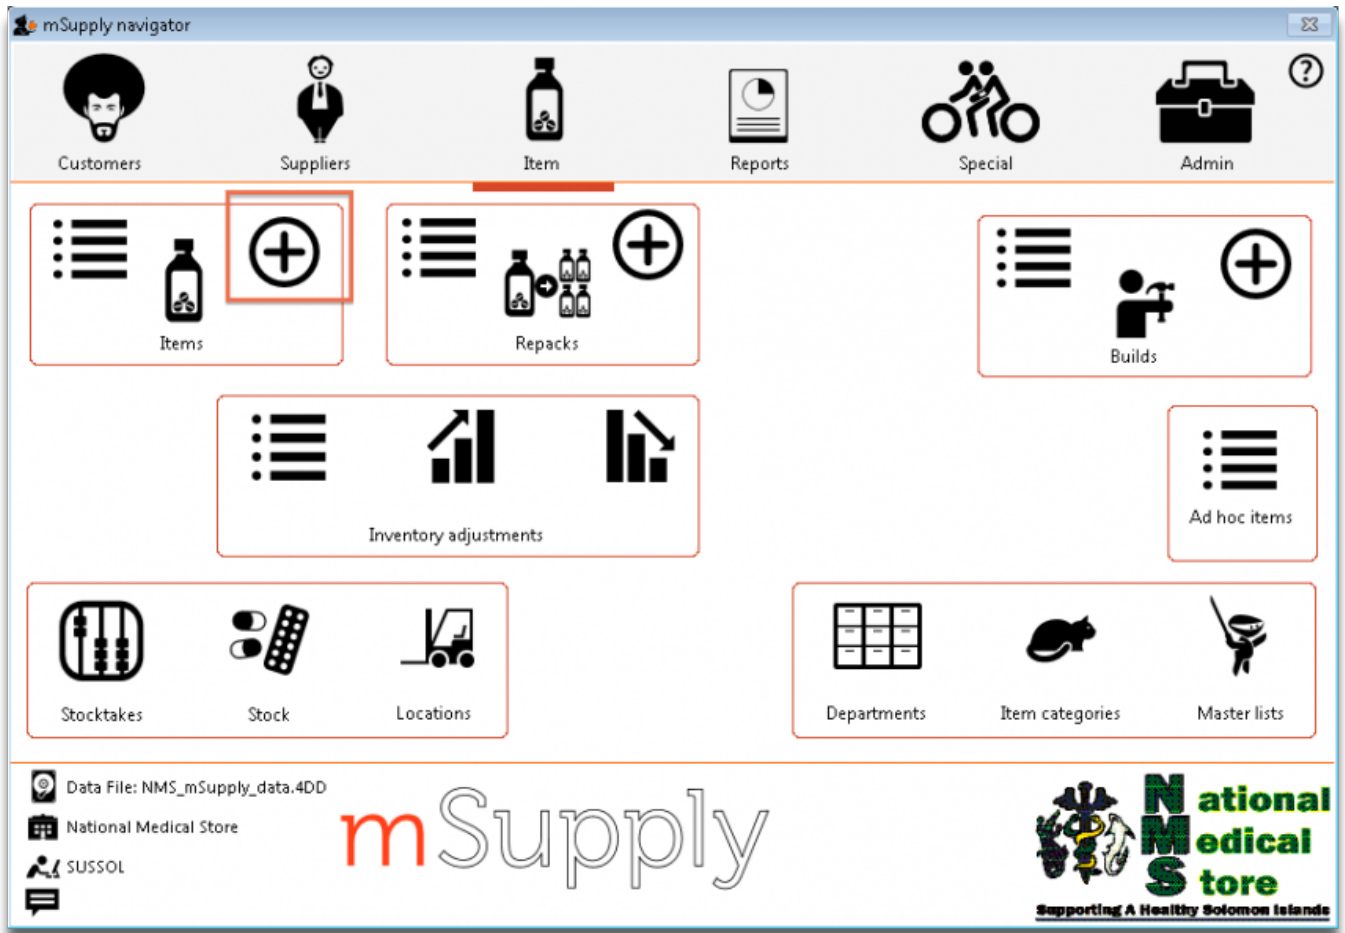 mSupply navigator
Customers
Suppliers
Item
Reports
Special
Admin
?
Items
Repacks
Builds
Inventory adjustments
Ad hoc items
Stocktakes
Stock
Locations
Departments
Item categories
Master lists
Data File: NMS_mSupply_data.4DD
National Medical Store
SUSSOL
mSupply
National
Medical
Store
Supporting A Healthy Solomon Islands